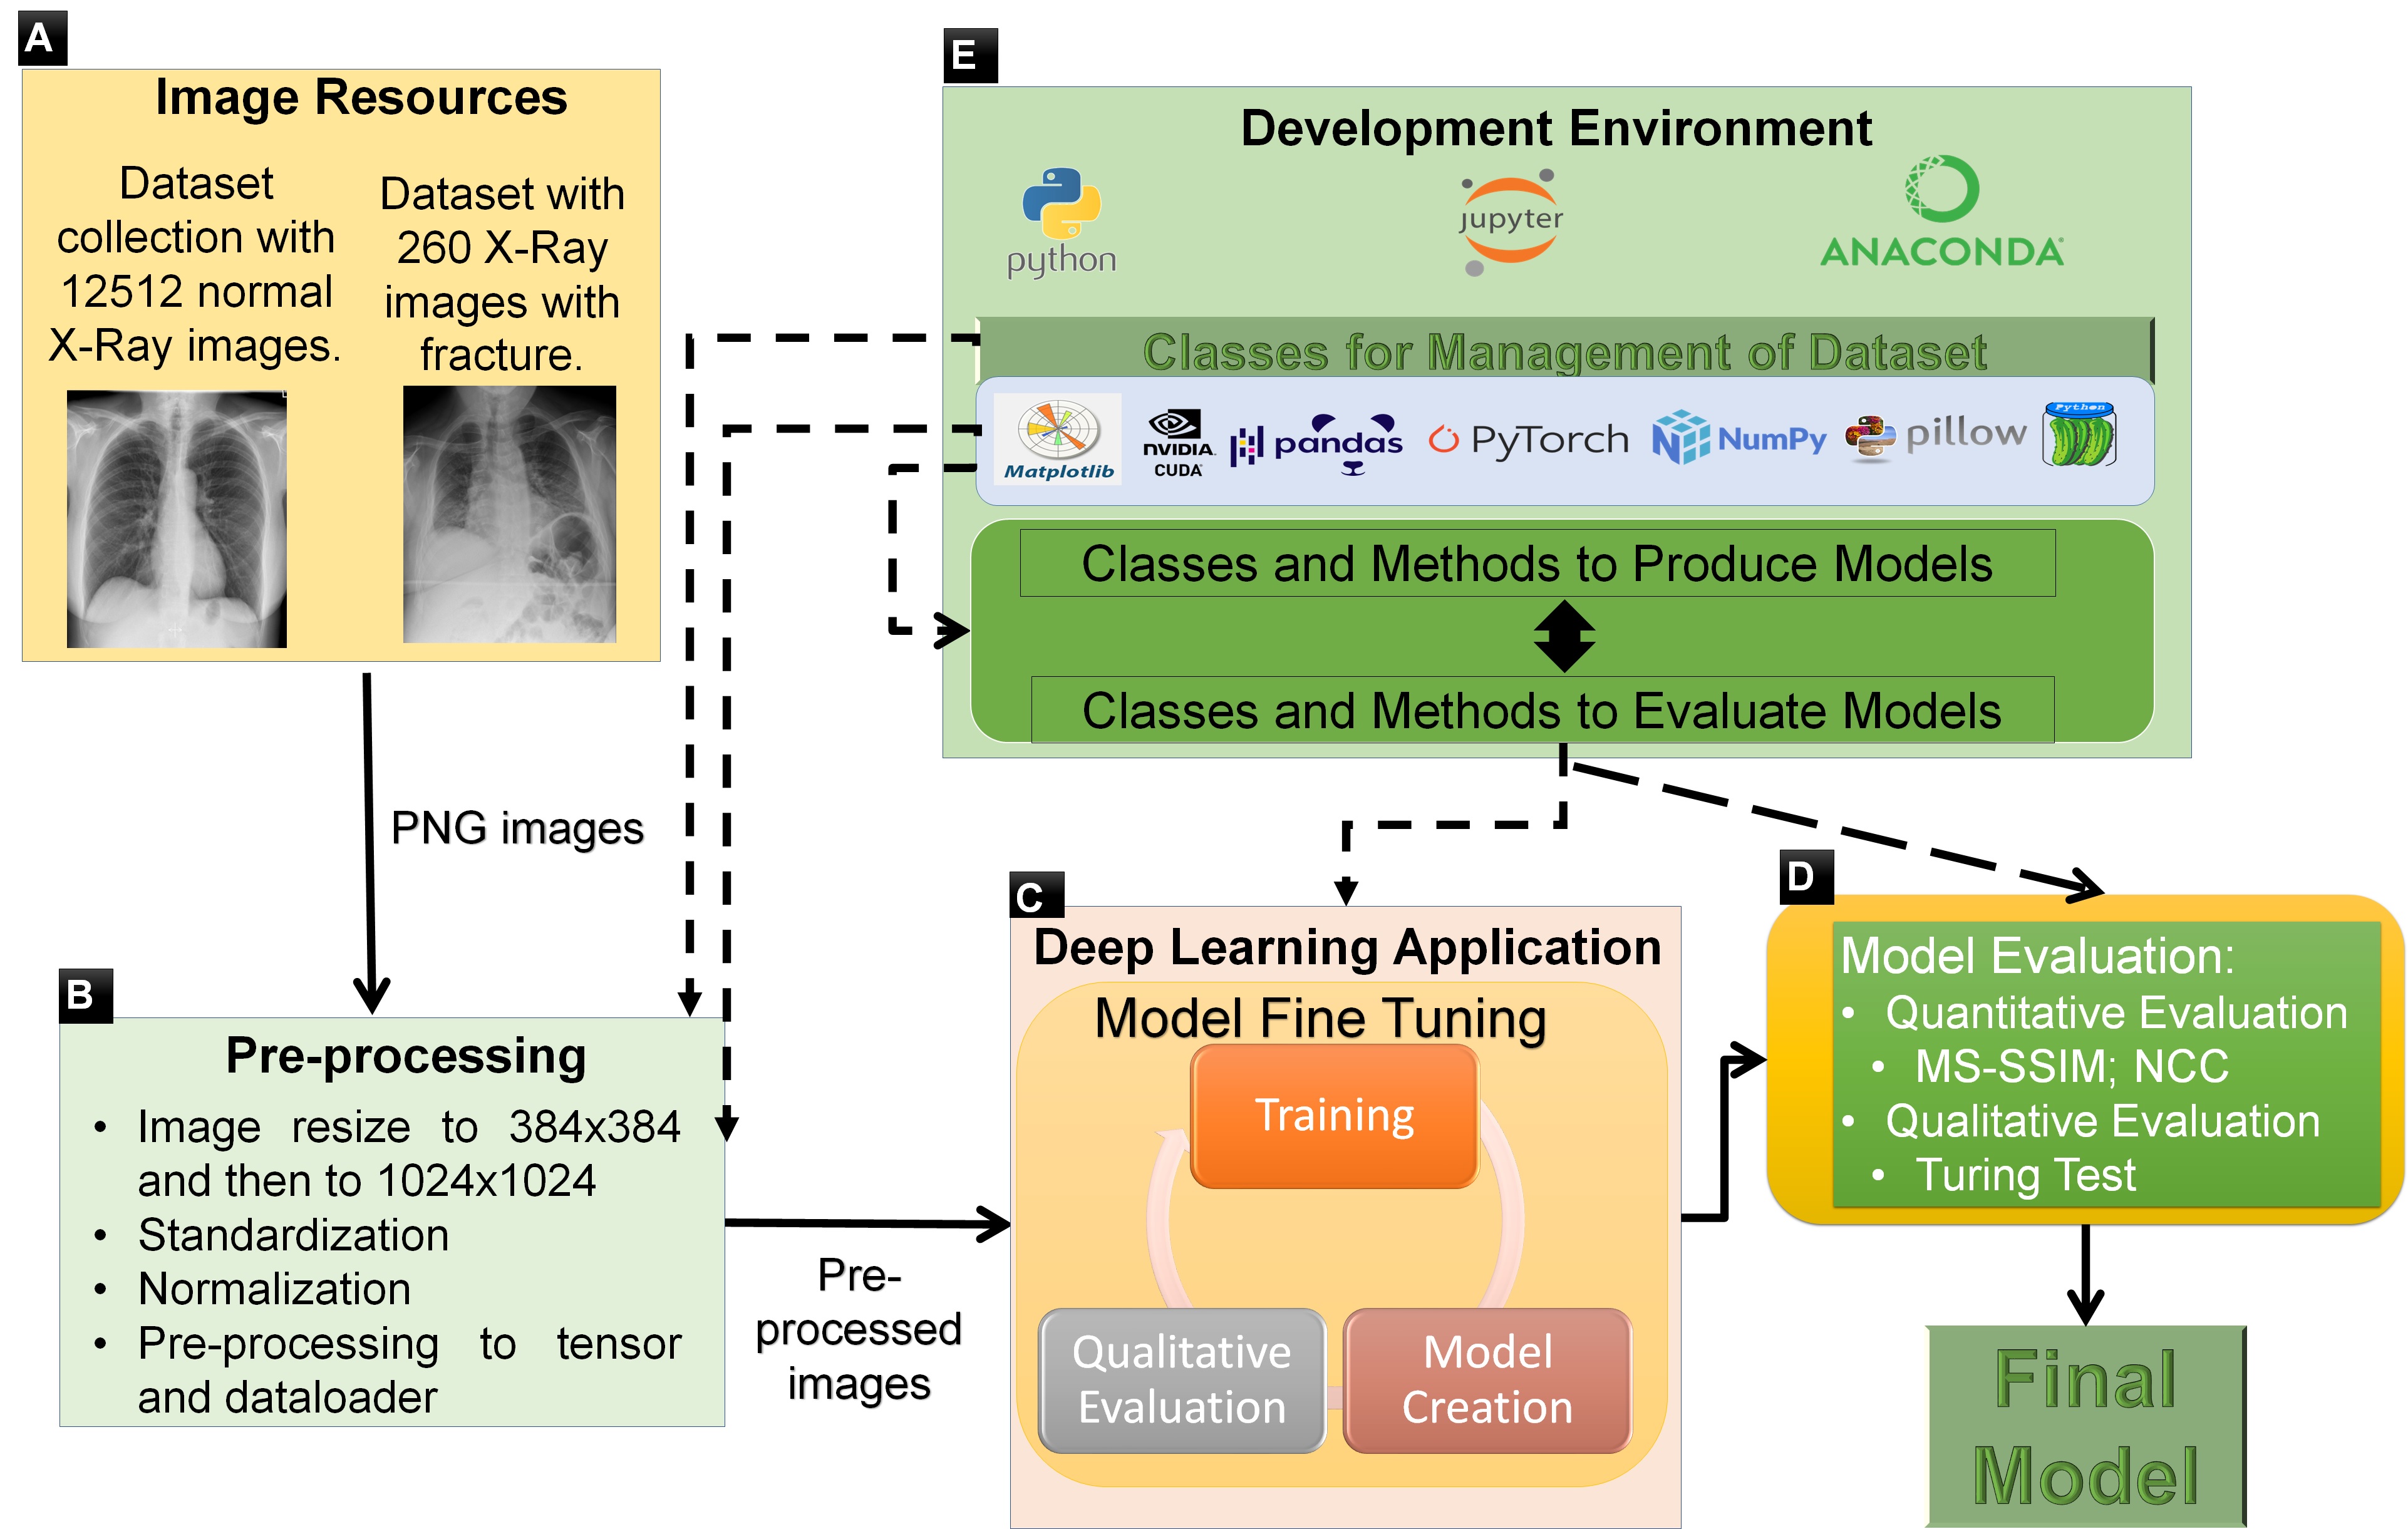 A
Image Resources
Dataset
collection with
12512 normal
X-Ray images.
Dataset with
260 X-Ray
images with
fracture.
PNG images
B
Pre-processing
• Image resize to 384x384
and then to 1024x1024
• Standardization
• Normalization
• Pre-processing to tensor
and dataloader
Pre-
processed
images
E
Development Environment
python
jupyter
ANACONDA
Classes for Management of Dataset
Matplotlib
NVIDIA.
CUDA
pandas
PyTorch
NumPy
pillow
Python
Classes and Methods to Produce Models
Classes and Methods to Evaluate Models
C
Deep Learning Application
Model Fine Tuning
Training
Qualitative
Evaluation
Model
Creation
D
Model Evaluation:
• Quantitative Evaluation
• MS-SSIM; NCC
• Qualitative Evaluation
• Turing Test
Final
Model